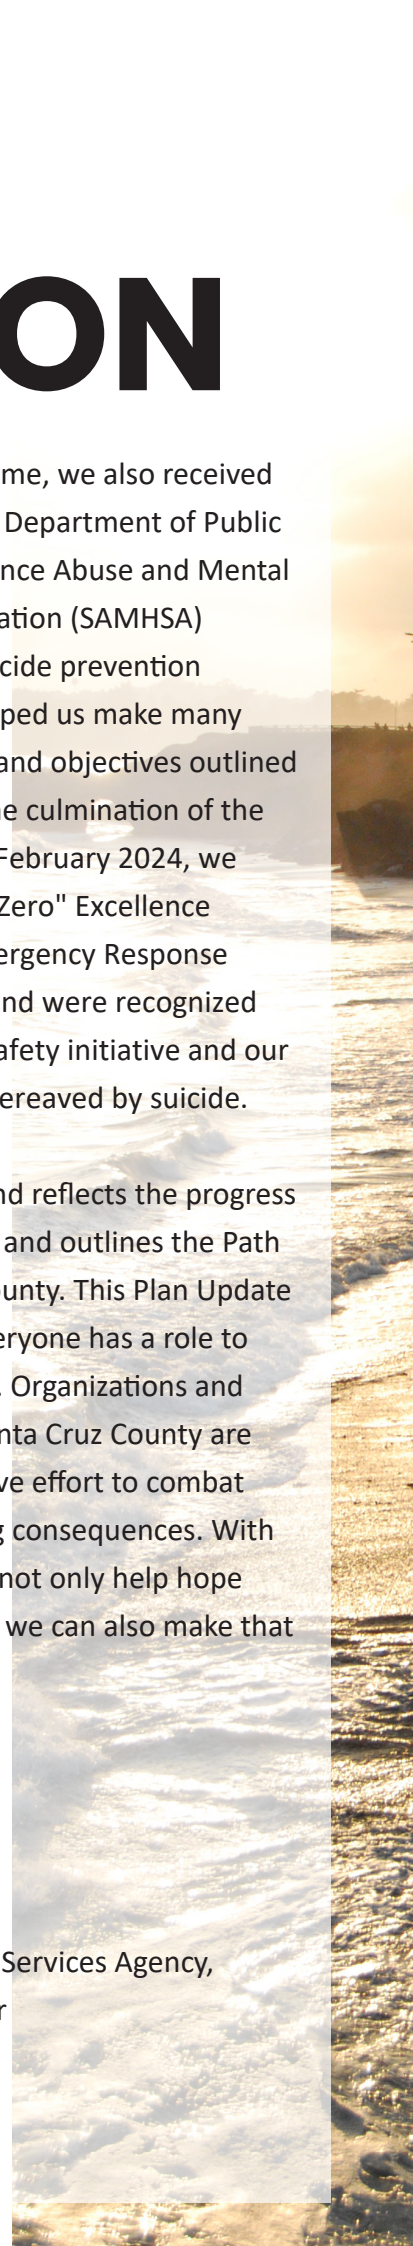 ON
me, we also received
Department of Public
nce Abuse and Mental
ation (SAMHSA)
cide prevention
ped us make many
and objectives outlined
e culmination of the
February 2024, we
Zero" Excellence
ergency Response
nd were recognized
afety initiative and our
ereaved by suicide.
nd reflects the progress
and outlines the Path
ounty. This Plan Update
eryone has a role to
. Organizations and
nta Cruz County are
ve effort to combat
g consequences. With
not only help hope
we can also make that
Services Agency,
r